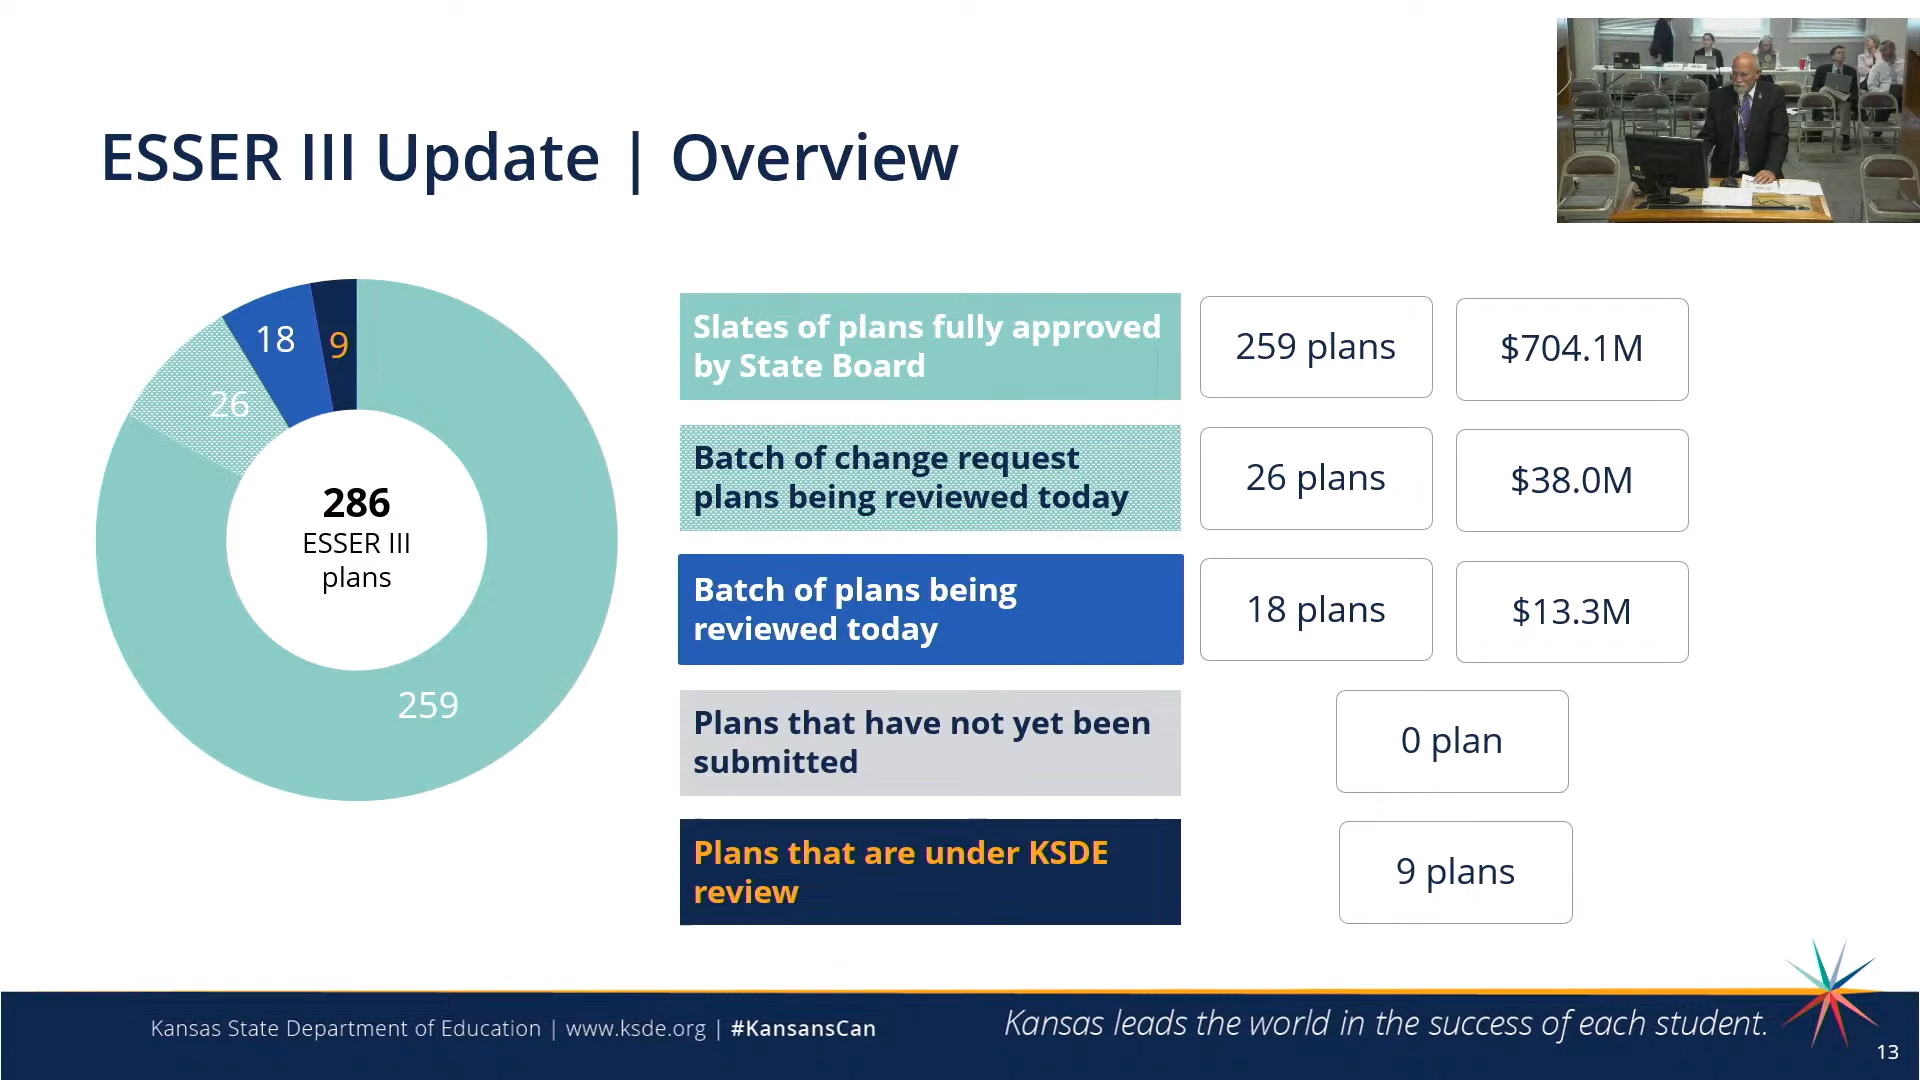 ESSER III Update | Overview
18
9
26
286
ESSER III
plans
259
Slates of plans fully approved
by State Board
259 plans
$704.1M
Batch of change request
plans being reviewed today
26 plans
$38.0M
Batch of plans being
reviewed today
18 plans
$13.3M
Plans that have not yet been
submitted
0 plan
Plans that are under KSDE
review
9 plans
Kansas State Department of Education | www.ksde.org | #KansansCan
Kansas leads the world in the success of each student.
13